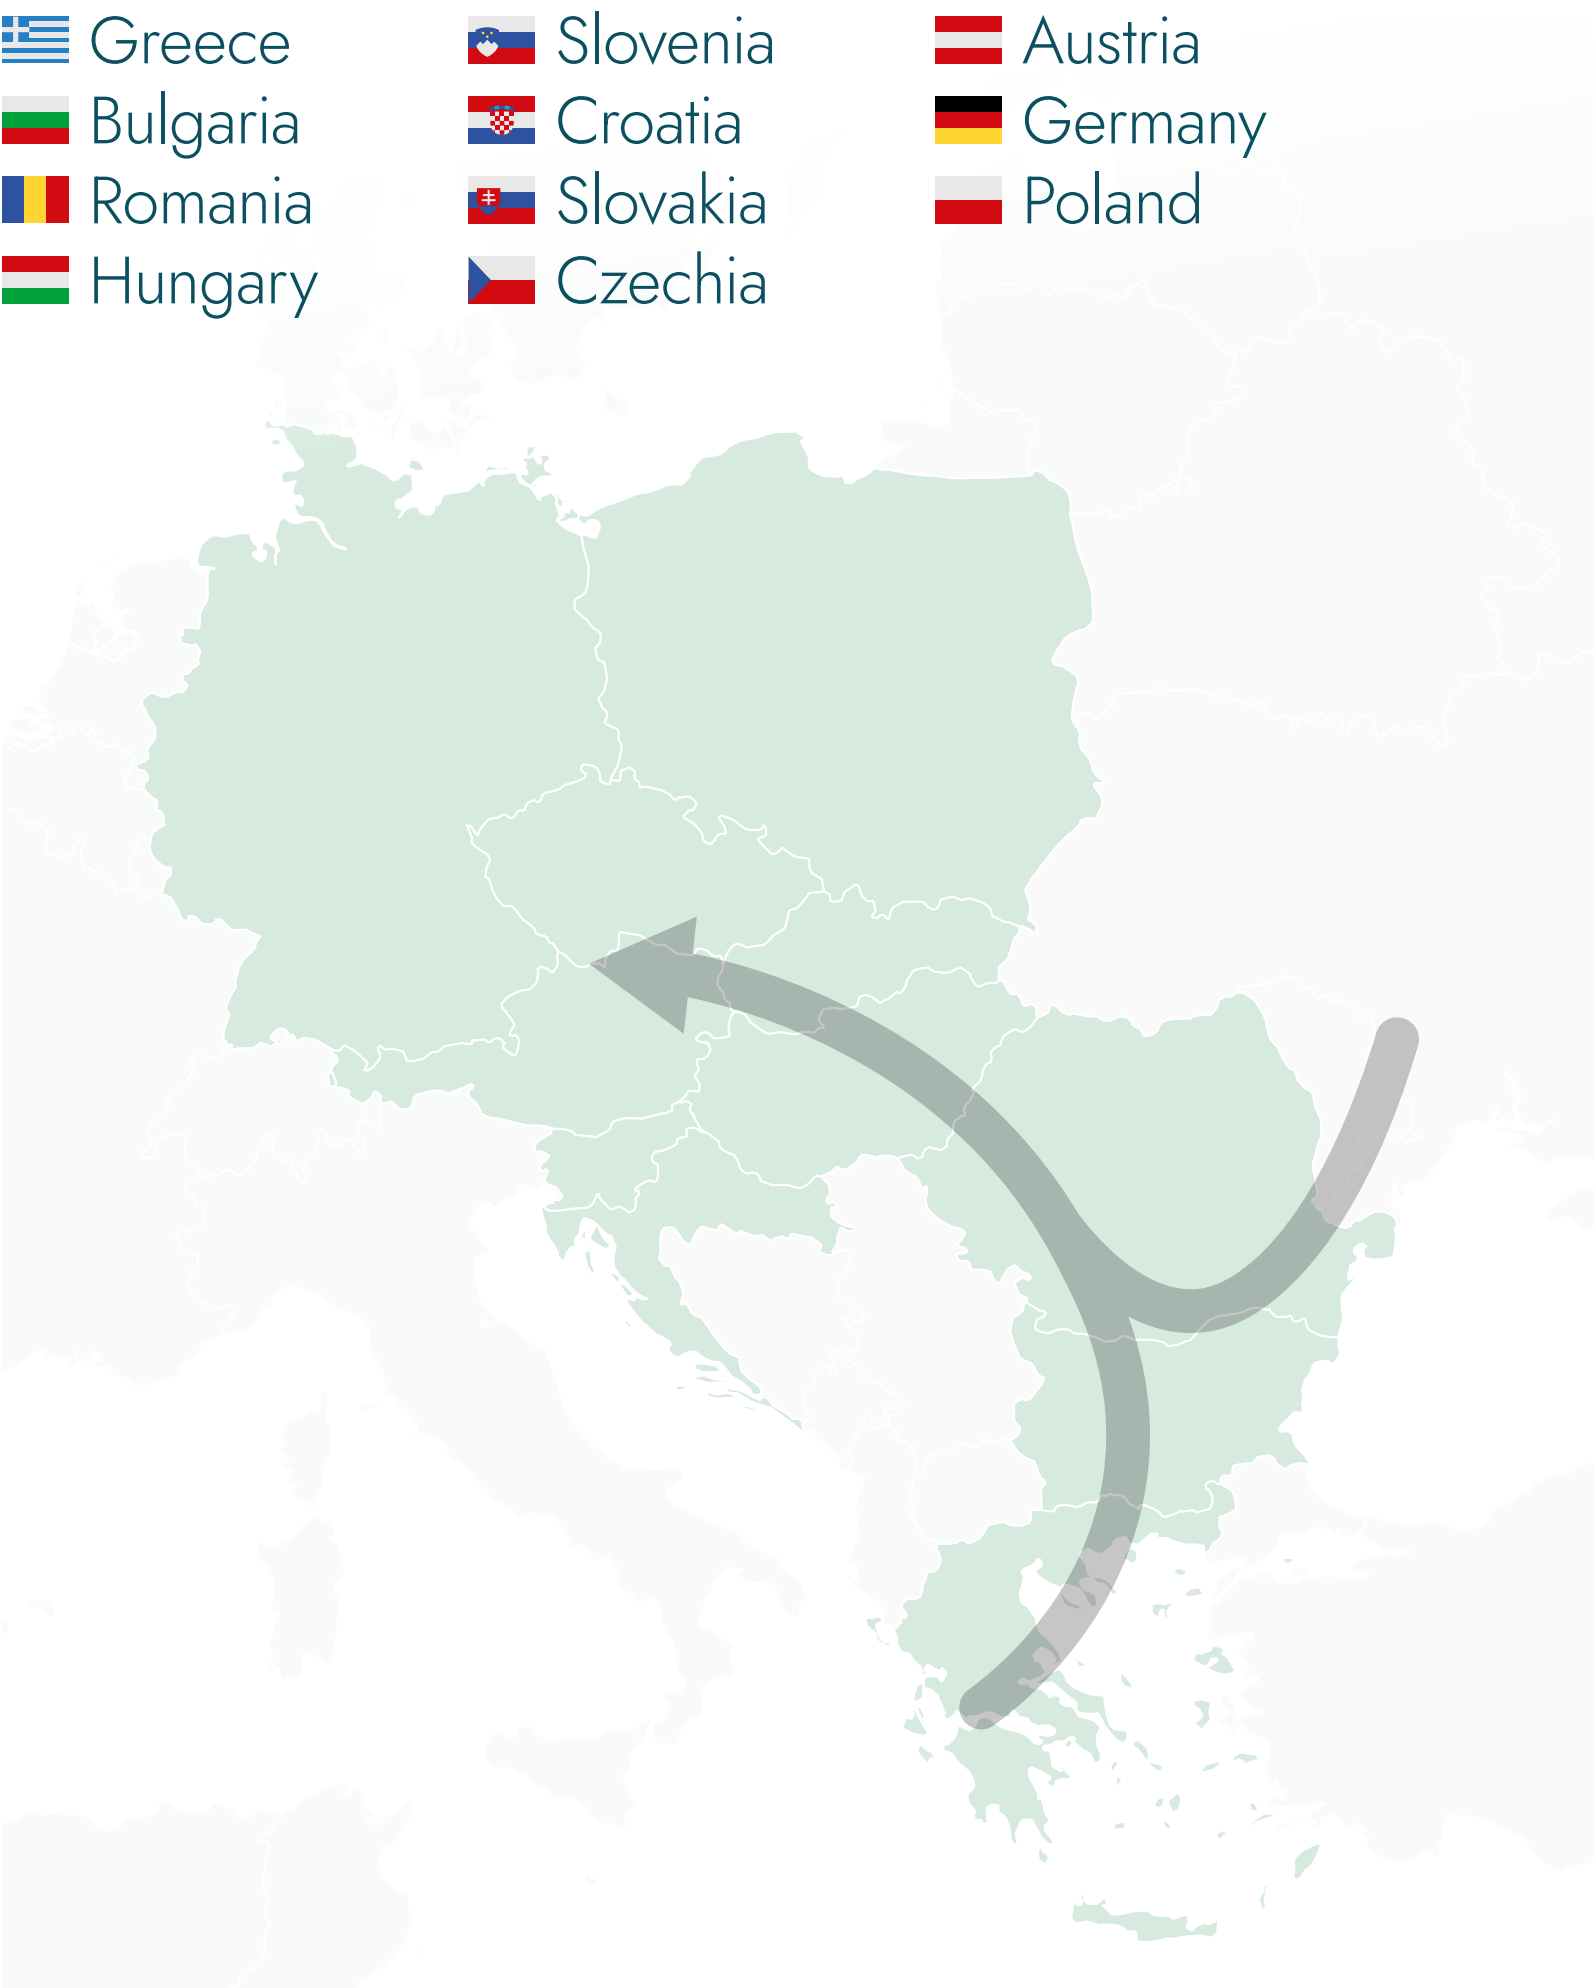 Greece
Bulgaria
Romania
Hungary
Slovenia
Croatia
Slovakia
Czechia
Austria
Germany
Poland